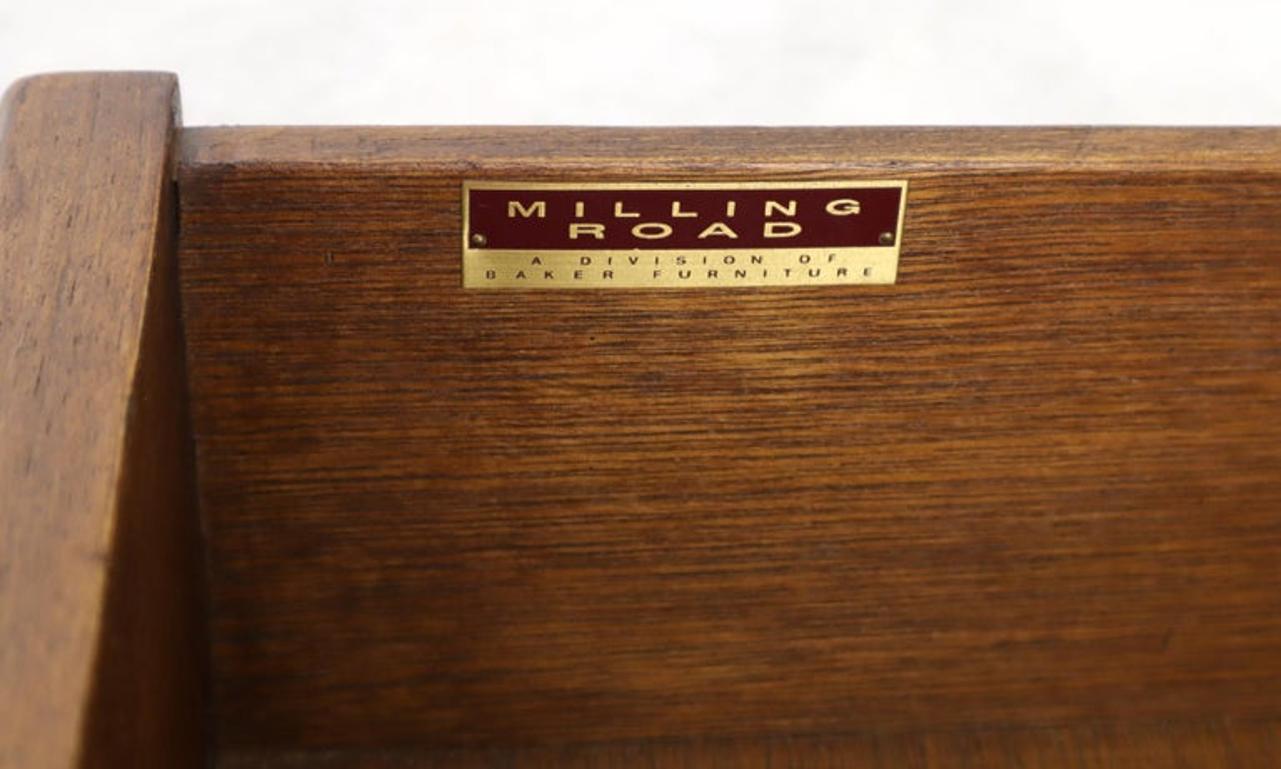 MILLING
ROAD
A DIVISION OF
BAKER FURNITURE